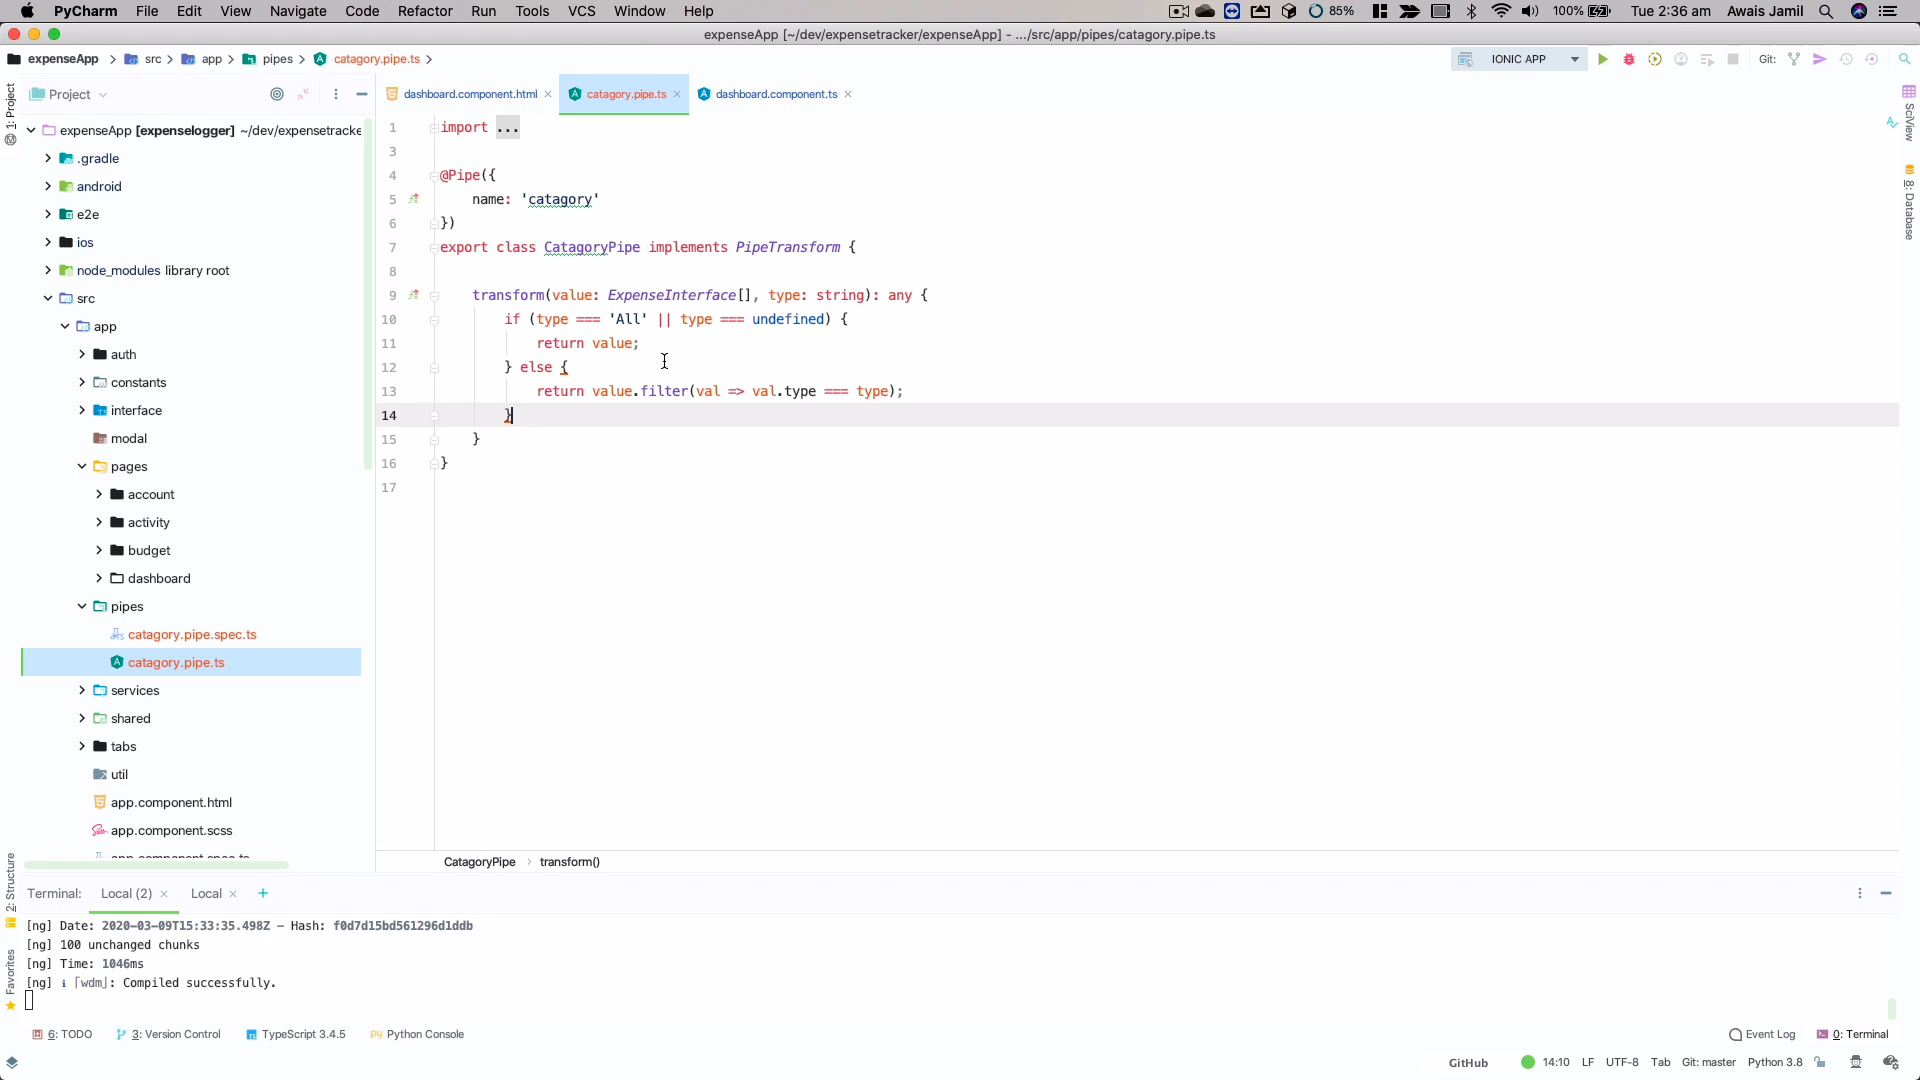 PyCharm File Edit View Navigate Code Refactor Run Tools VCS Window Help 85% 100% Tue 2:36 am Awais Jamil
expenseApp [~/dev/expensetracker/expenseApp] - .../src/app/pipes/catagory.pipe.ts
expenseApp src app pipes catagory.pipe.ts IONIC APP Git:
1: Project
Project
expenseApp [expenselogger] ~/dev/expensetracke
.gradle
android
e2e
ios
node_modules library root
src
app
auth
constants
interface
modal
pages
account
activity
budget
dashboard
pipes
catagory.pipe.spec.ts
catagory.pipe.ts
services
shared
tabs
util
app.component.html
app.component.scss
app.component.spec.ts
dashboard.component.html catagory.pipe.ts dashboard.component.ts
1 import ...
3
4 @Pipe({
5 name: 'catagory'
6 })
7 export class CatagoryPipe implements PipeTransform {
8
9 transform(value: ExpenseInterface[], type: string): any {
10 if (type === 'All' || type === undefined) {
11 return value;
12 } else {
13 return value.filter(val => val.type === type);
14 }
15 }
16 }
17
CatagoryPipe transform()
SciView
8: Database
2: Structure
Favorites
Terminal: Local (2) Local +
[ng] Date: 2020-03-09T15:33:35.498Z - Hash: f0d7d15bd561296d1ddb
[ng] 100 unchanged chunks
[ng] Time: 1046ms
[ng] ℹ 「wdm」: Compiled successfully.
6: TODO 3: Version Control TypeScript 3.4.5 Python Console Event Log 0: Terminal
GitHub 14:10 LF UTF-8 Tab Git: master Python 3.8